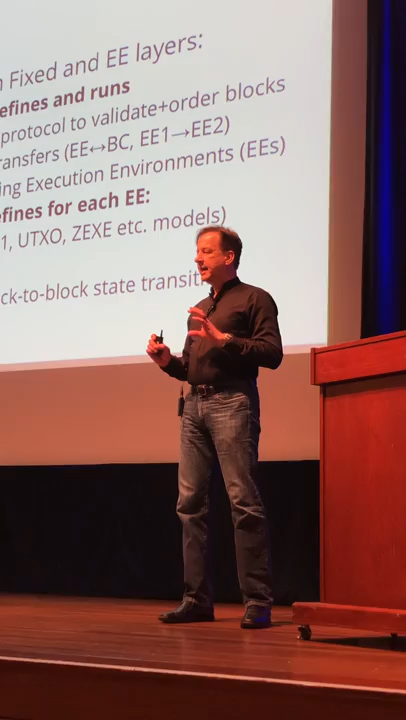 Fixed and EE layers:
efines and runs
protocol to validate+order blocks
ransfers (EE↔BC, EE1→EE2)
ing Execution Environments (EEs)
efines for each EE:
1, UTXO, ZEXE etc. models)
ck-to-block state transit